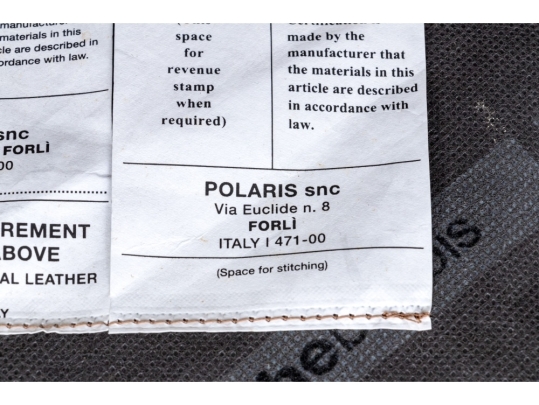 manufacturer
materials in this
cle are described in
ordance with law.
snc
FORLÌ
00
REMENT
BOVE
AL LEATHER
Y
space
for
revenue
stamp
when
required)
made by the
manufacturer that
the materials in this
article are described
in accordance with
law.
POLARIS snc
Via Euclide n. 8
FORLÌ
ITALY I 471-00
(Space for stitching)